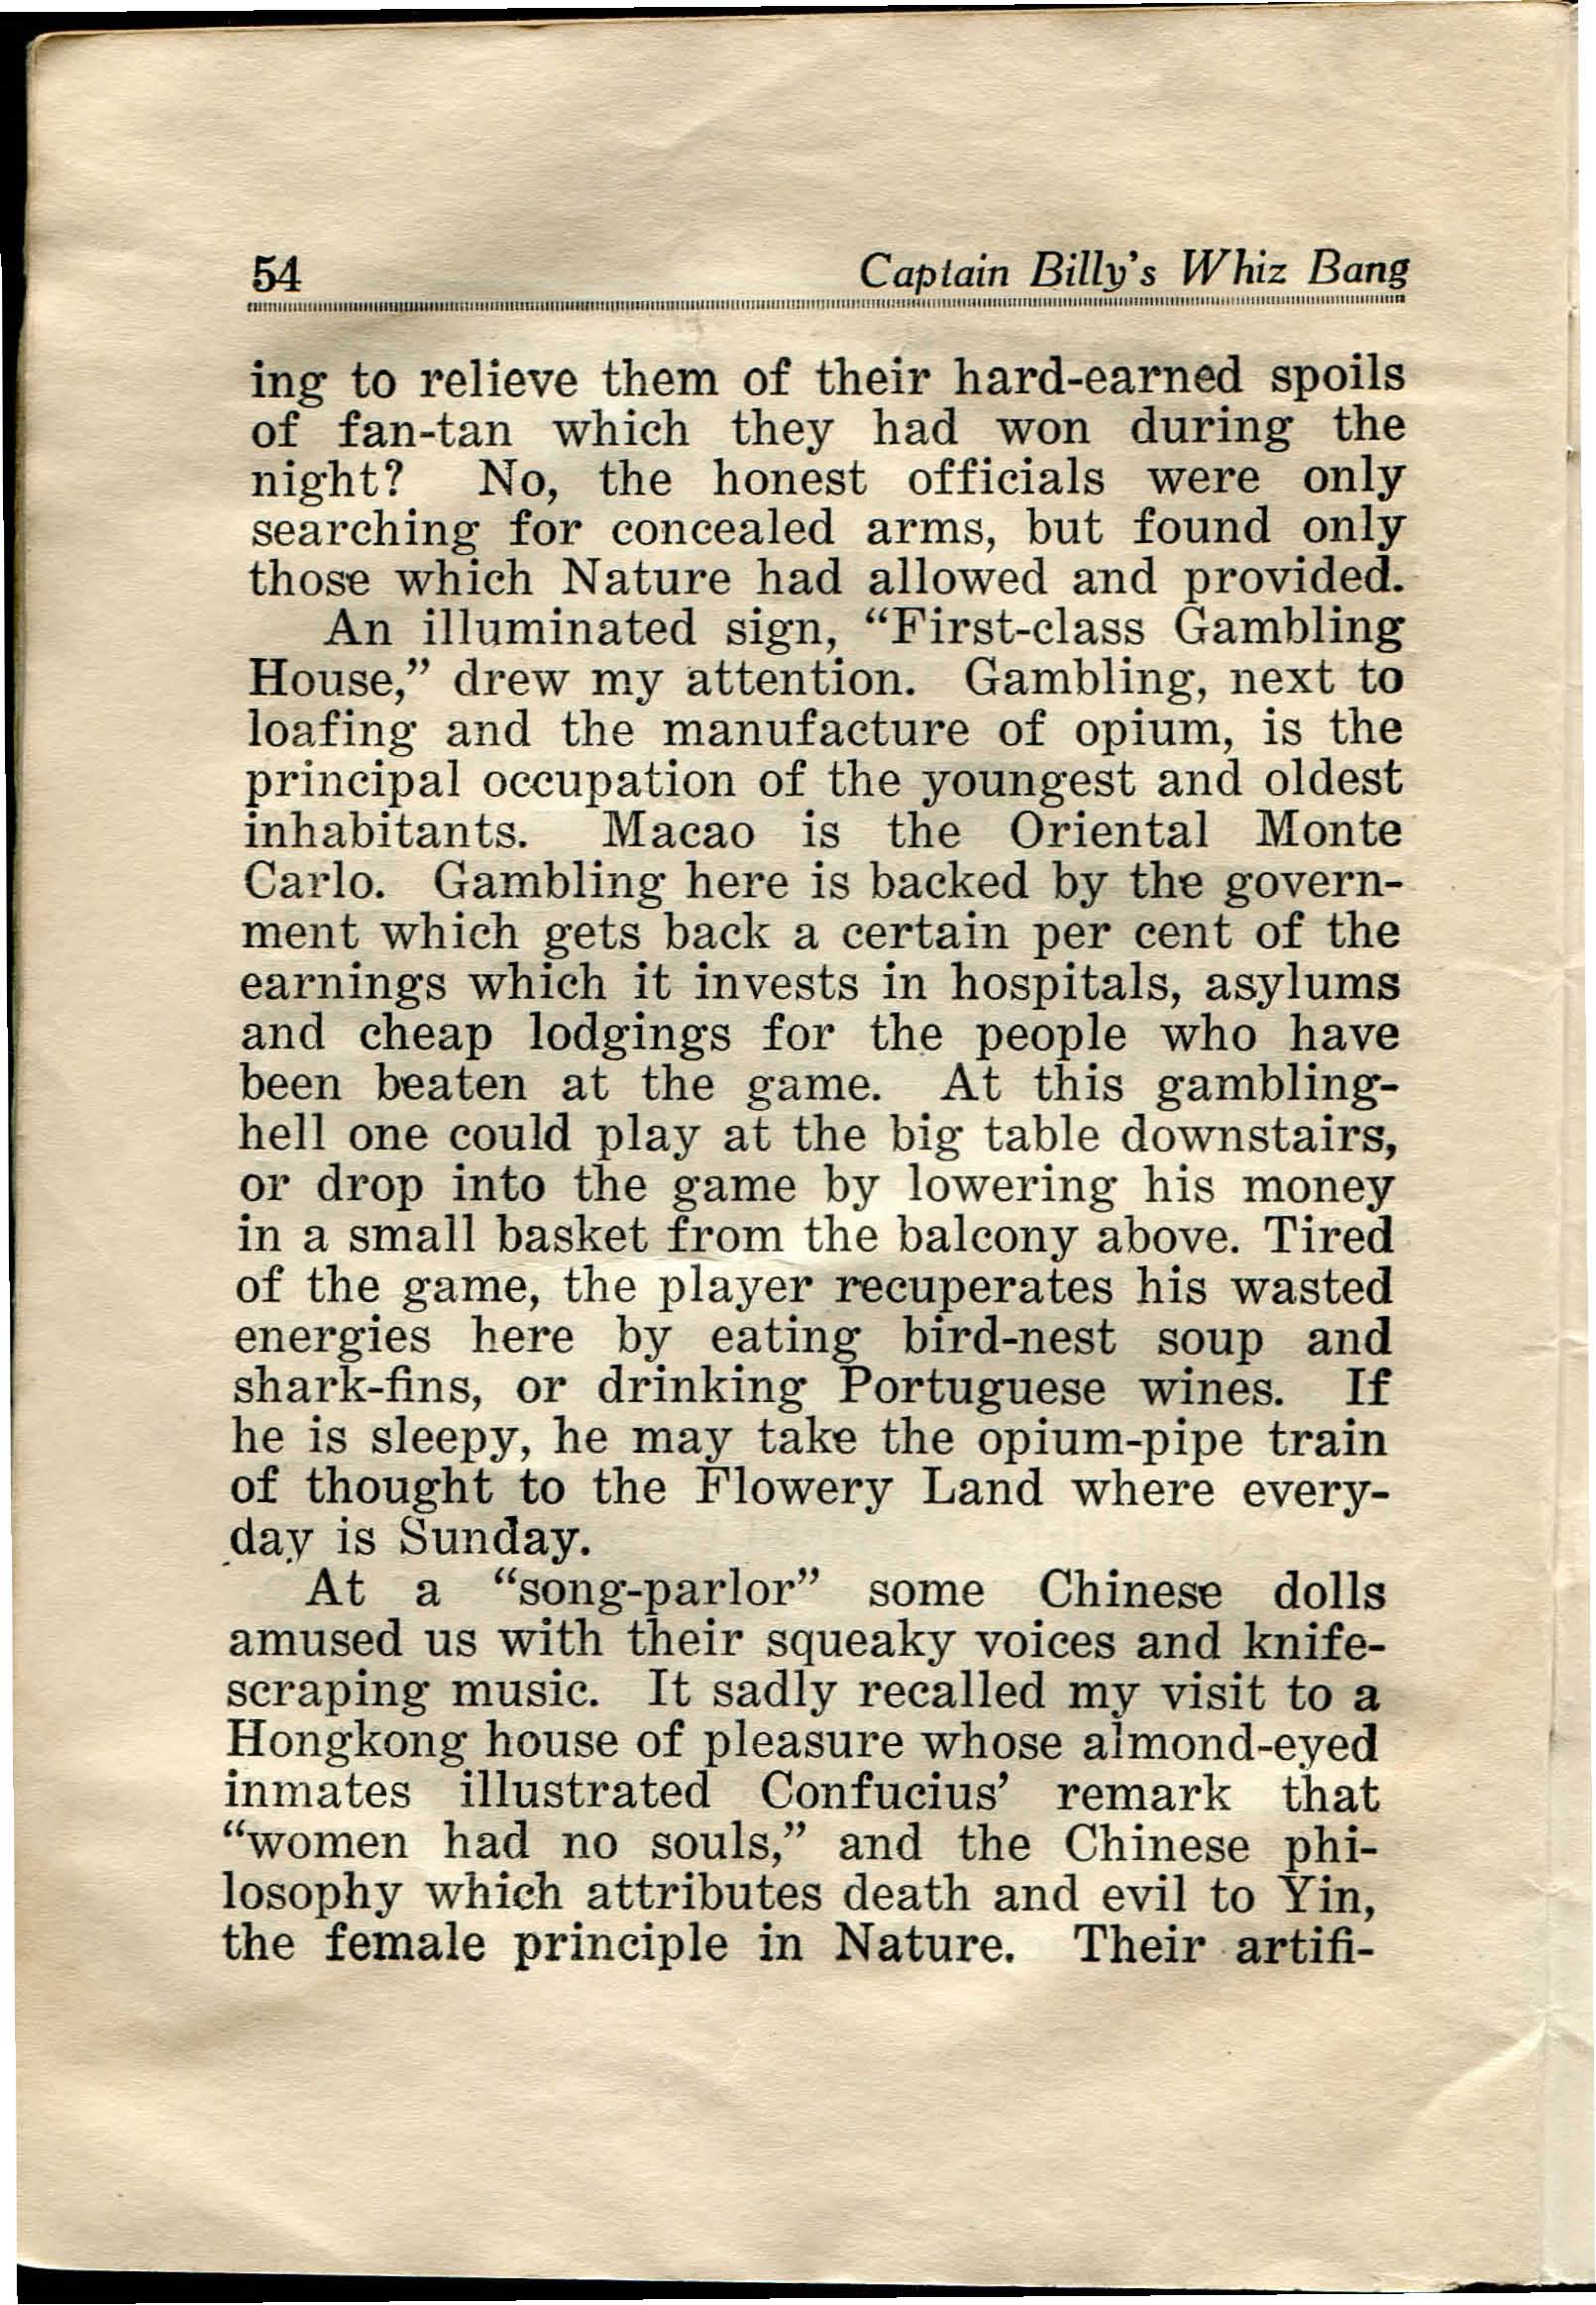 54 Captain Billy's Whiz Bang
ing to relieve them of their hard-earned spoils
of fan-tan which they had won during the
night? No, the honest officials were only
searching for concealed arms, but found only
those which Nature had allowed and provided.
An illuminated sign, “First-class Gambling
House,” drew my attention. Gambling, next to
loafing and the manufacture of opium, is the
principal occupation of the youngest and oldest
inhabitants. Macao is the Oriental Monte
Carlo. Gambling here is backed by the govern-
ment which gets back a certain per cent of the
earnings which it invests in hospitals, asylums
and cheap lodgings for the people who have
been beaten at the game. At this gambling-
hell one could play at the big table downstairs,
or drop into the game by lowering his money
in a small basket from the balcony above. Tired
of the game, the player recuperates his wasted
energies here by eating bird-nest soup and
shark-fins, or drinking Portuguese wines. If
he is sleepy, he may take the opium-pipe train
of thought to the Flowery Land where every-
day is Sunday.
At a “song-parlor” some Chinese dolls
amused us with their squeaky voices and knife-
scraping music. It sadly recalled my visit to a
Hongkong house of pleasure whose almond-eyed
inmates illustrated Confucius’ remark that
“women had no souls,” and the Chinese phi-
losophy which attributes death and evil to Yin,
the female principle in Nature. Their artifi-